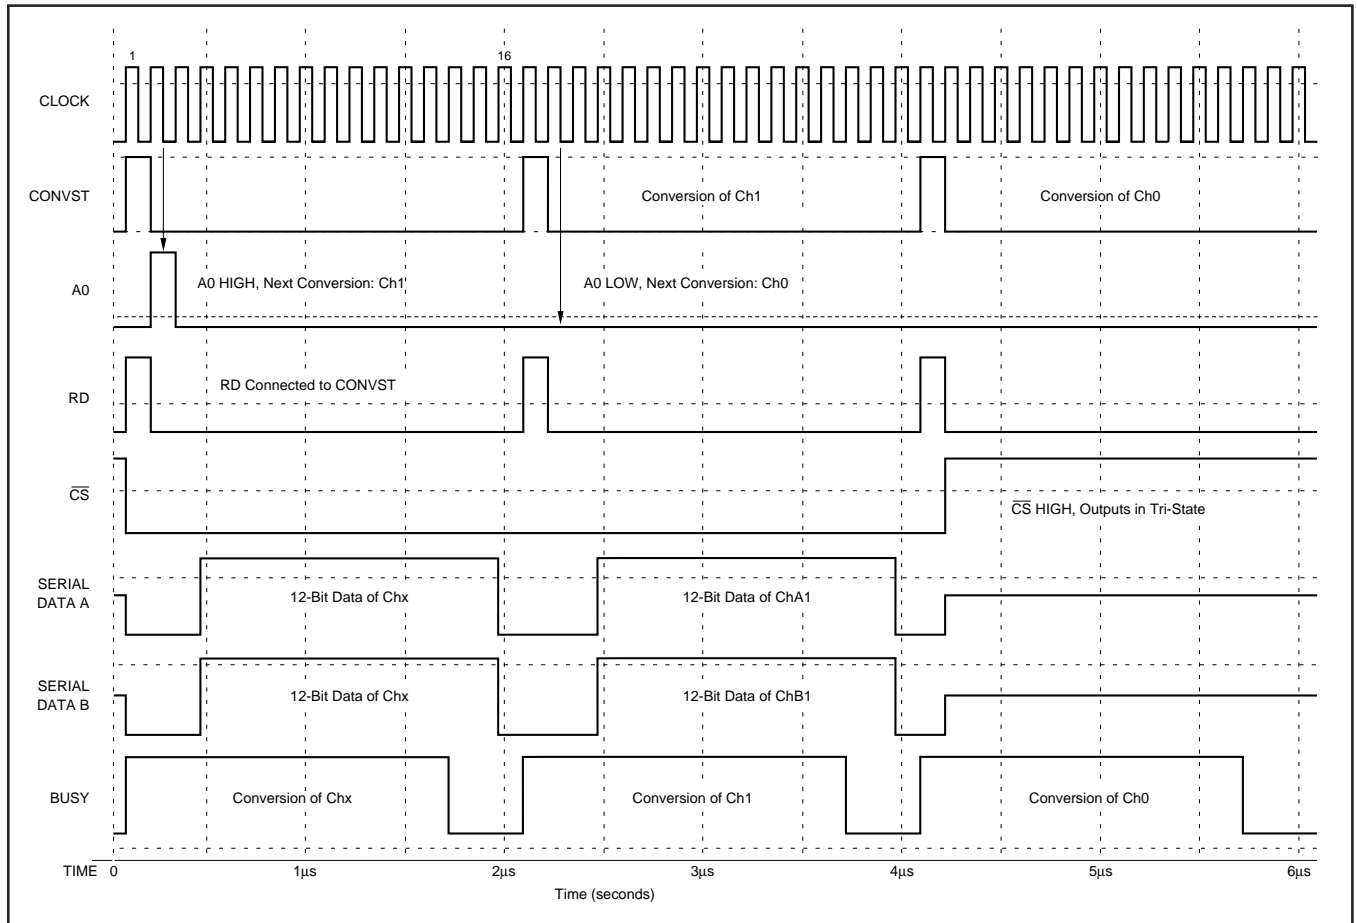 1
16
CLOCK
CONVST
Conversion of Ch1
Conversion of Ch0
A0
A0 HIGH, Next Conversion: Ch1
A0 LOW, Next Conversion: Ch0
RD
RD Connected to CONVST
CS
CS HIGH, Outputs in Tri-State
SERIAL
DATA A
12-Bit Data of Chx
12-Bit Data of ChA1
SERIAL
DATA B
12-Bit Data of Chx
12-Bit Data of ChB1
BUSY
Conversion of Chx
Conversion of Ch1
Conversion of Ch0
TIME
0
1µs
2µs
3µs
4µs
5µs
6µs
Time (seconds)